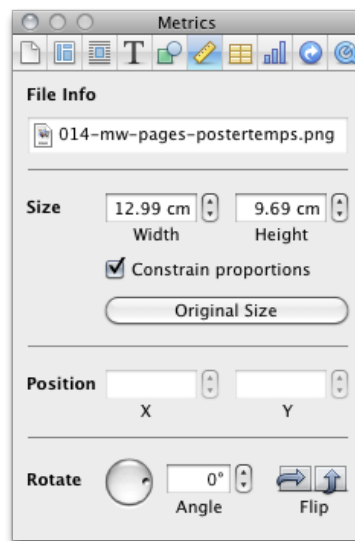 Metrics
T
File Info
014-mw-pages-postertemps.png
Size 12.99 cm 9.69 cm
Width Height
Constrain proportions
Original Size
Position
X Y
Rotate 0°
Angle Flip